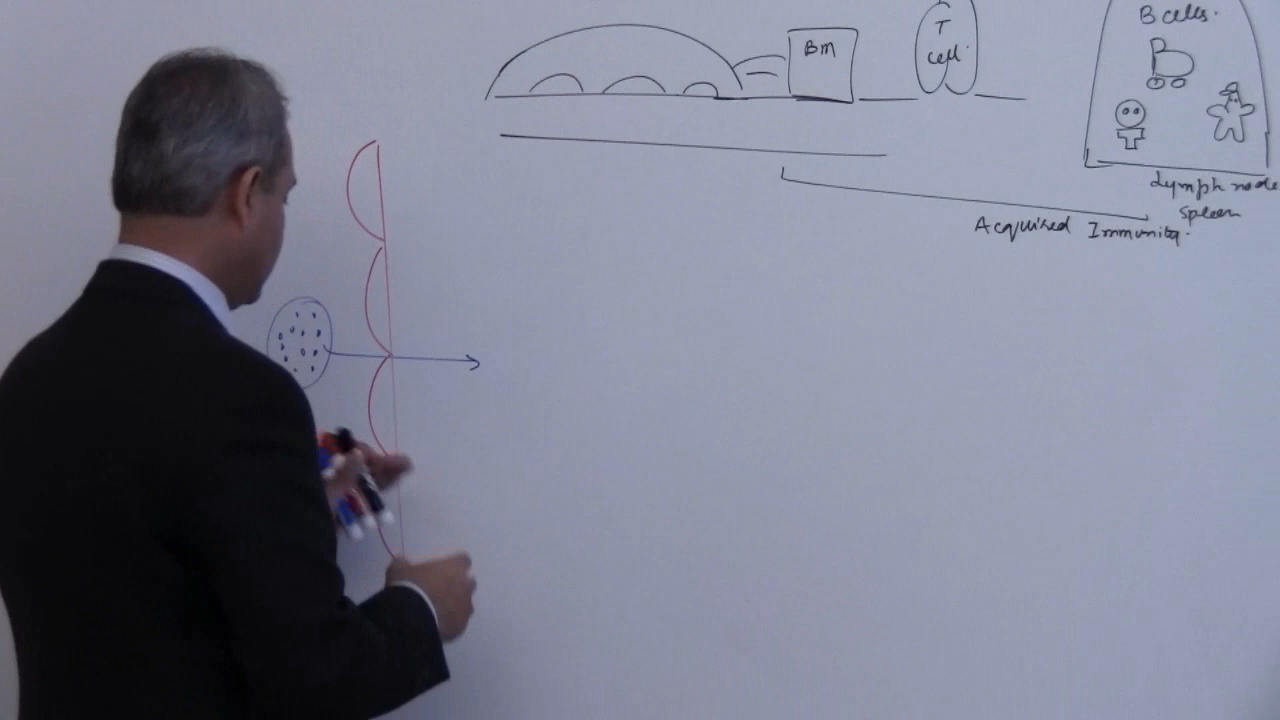 BM
T
cell.
B cells.
B
Lymph node
Spleen
Acquired Immunity.